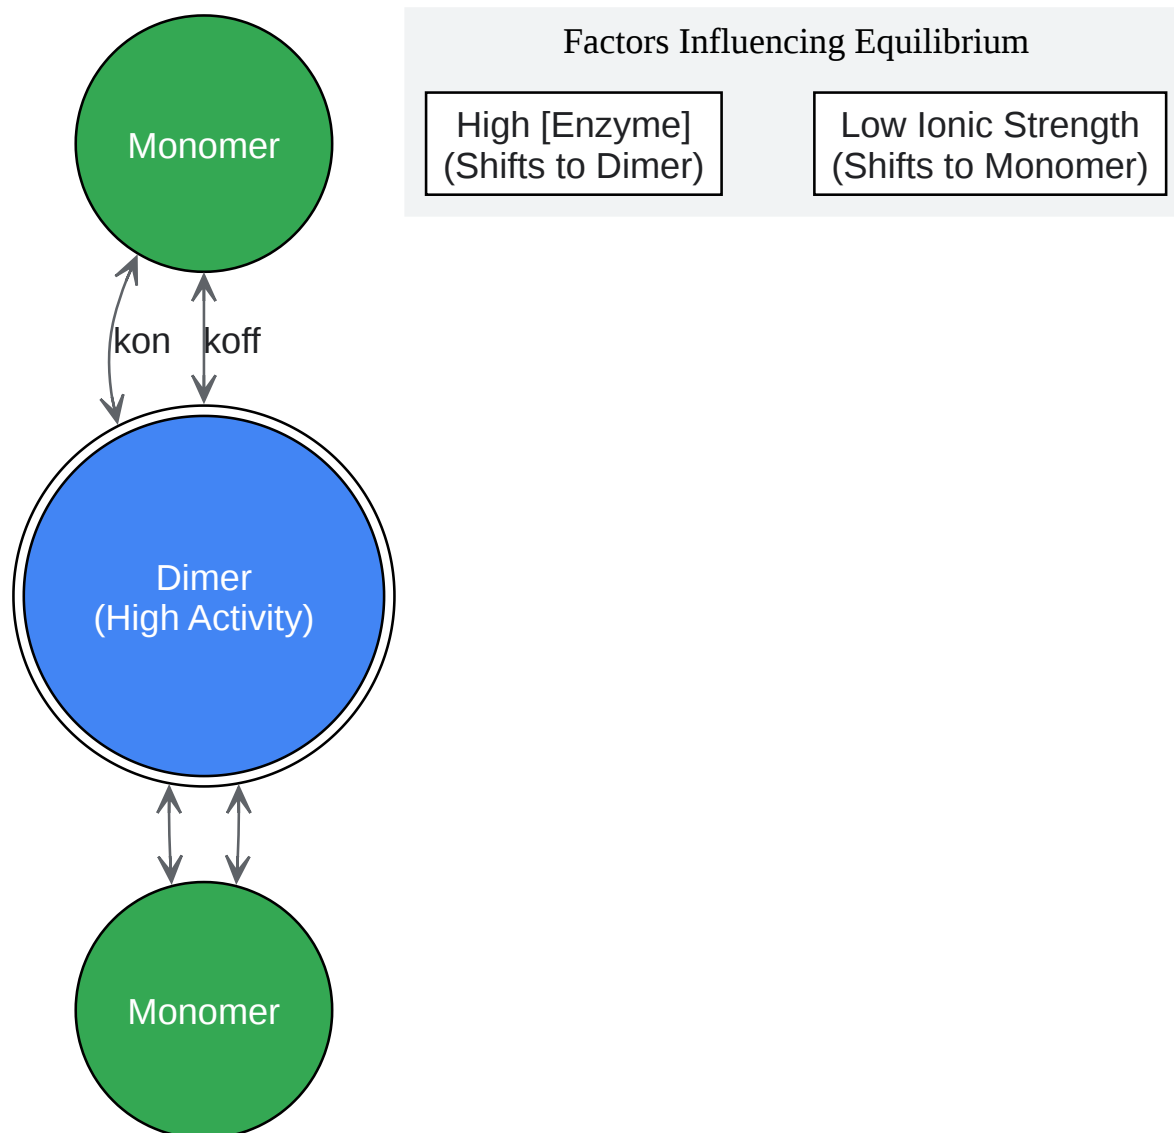 Monomer
Factors Influencing Equilibrium
High [Enzyme]
(Shifts to Dimer)
Low Ionic Strength
(Shifts to Monomer)
kon
koff
Dimer
(High Activity)
Monomer